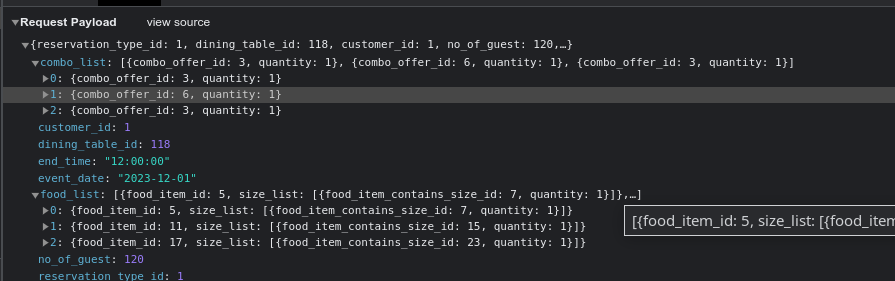 Request Payload view source
{reservation_type_id: 1, dining_table_id: 118, customer_id: 1, no_of_guest: 120,…}
combo_list: [{combo_offer_id: 3, quantity: 1}, {combo_offer_id: 6, quantity: 1}, {combo_offer_id: 3, quantity: 1}]
0: {combo_offer_id: 3, quantity: 1}
1: {combo_offer_id: 6, quantity: 1}
2: {combo_offer_id: 3, quantity: 1}
customer_id: 1
dining_table_id: 118
end_time: "12:00:00"
event_date: "2023-12-01"
food_list: [{food_item_id: 5, size_list: [{food_item_contains_size_id: 7, quantity: 1}]},…]
0: {food_item_id: 5, size_list: [{food_item_contains_size_id: 7, quantity: 1}]}
[{food_item_id: 5, size_list: [{food_item
1: {food_item_id: 11, size_list: [{food_item_contains_size_id: 15, quantity: 1}]}
2: {food_item_id: 17, size_list: [{food_item_contains_size_id: 23, quantity: 1}]}
no_of_guest: 120
reservation_type_id: 1